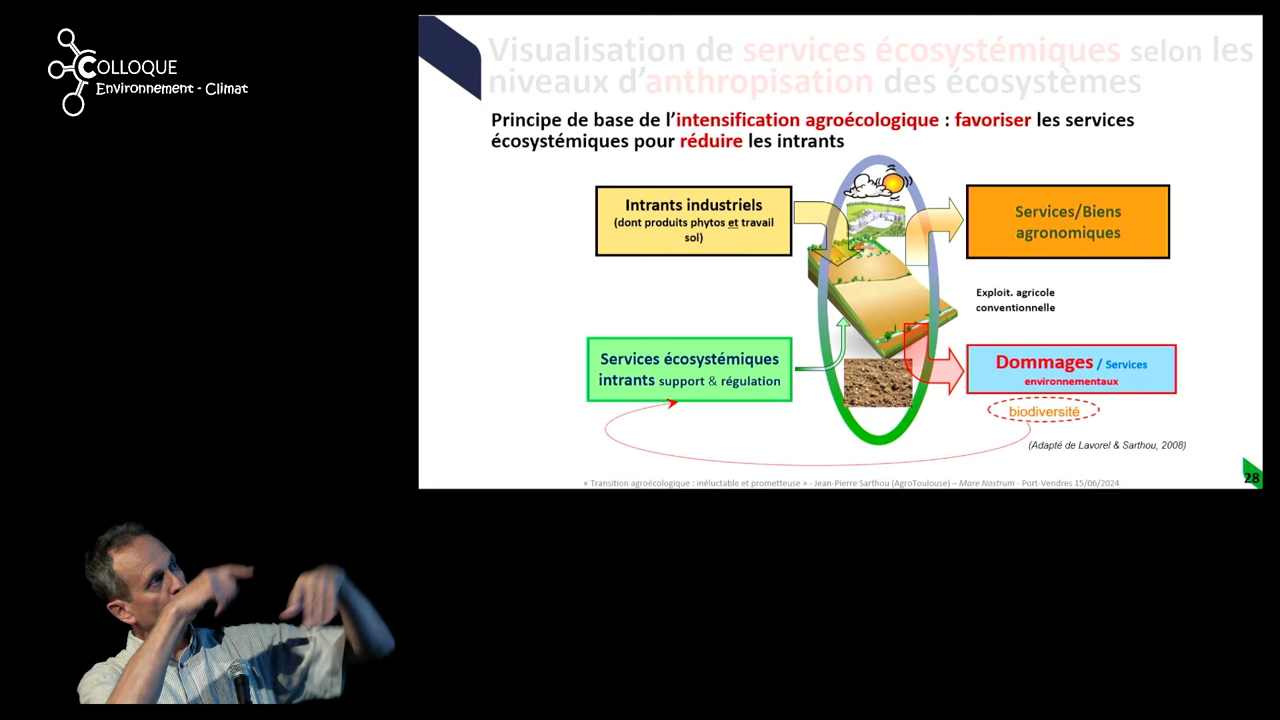 COLLOQUE
Environnement - Climat
Visualisation de services écosystémiques selon les
niveaux d'anthropisation des écosystèmes
Principe de base de l'intensification agroécologique : favoriser les services
écosystémiques pour réduire les intrants
Intrants industriels
(dont produits phytos et travail
sol)
Services/Biens
agronomiques
Exploit. agricole
conventionnelle
Services écosystémiques
intrants support & régulation
Dommages / Services
environnementaux
biodiversité
(Adapté de Lavorel & Sarthou, 2008)
« Transition agroécologique : inéluctable et prometteuse » - Jean-Pierre Sarthou (AgroToulouse) – Mare Nostrum - Port-Vendres 15/06/2024
28